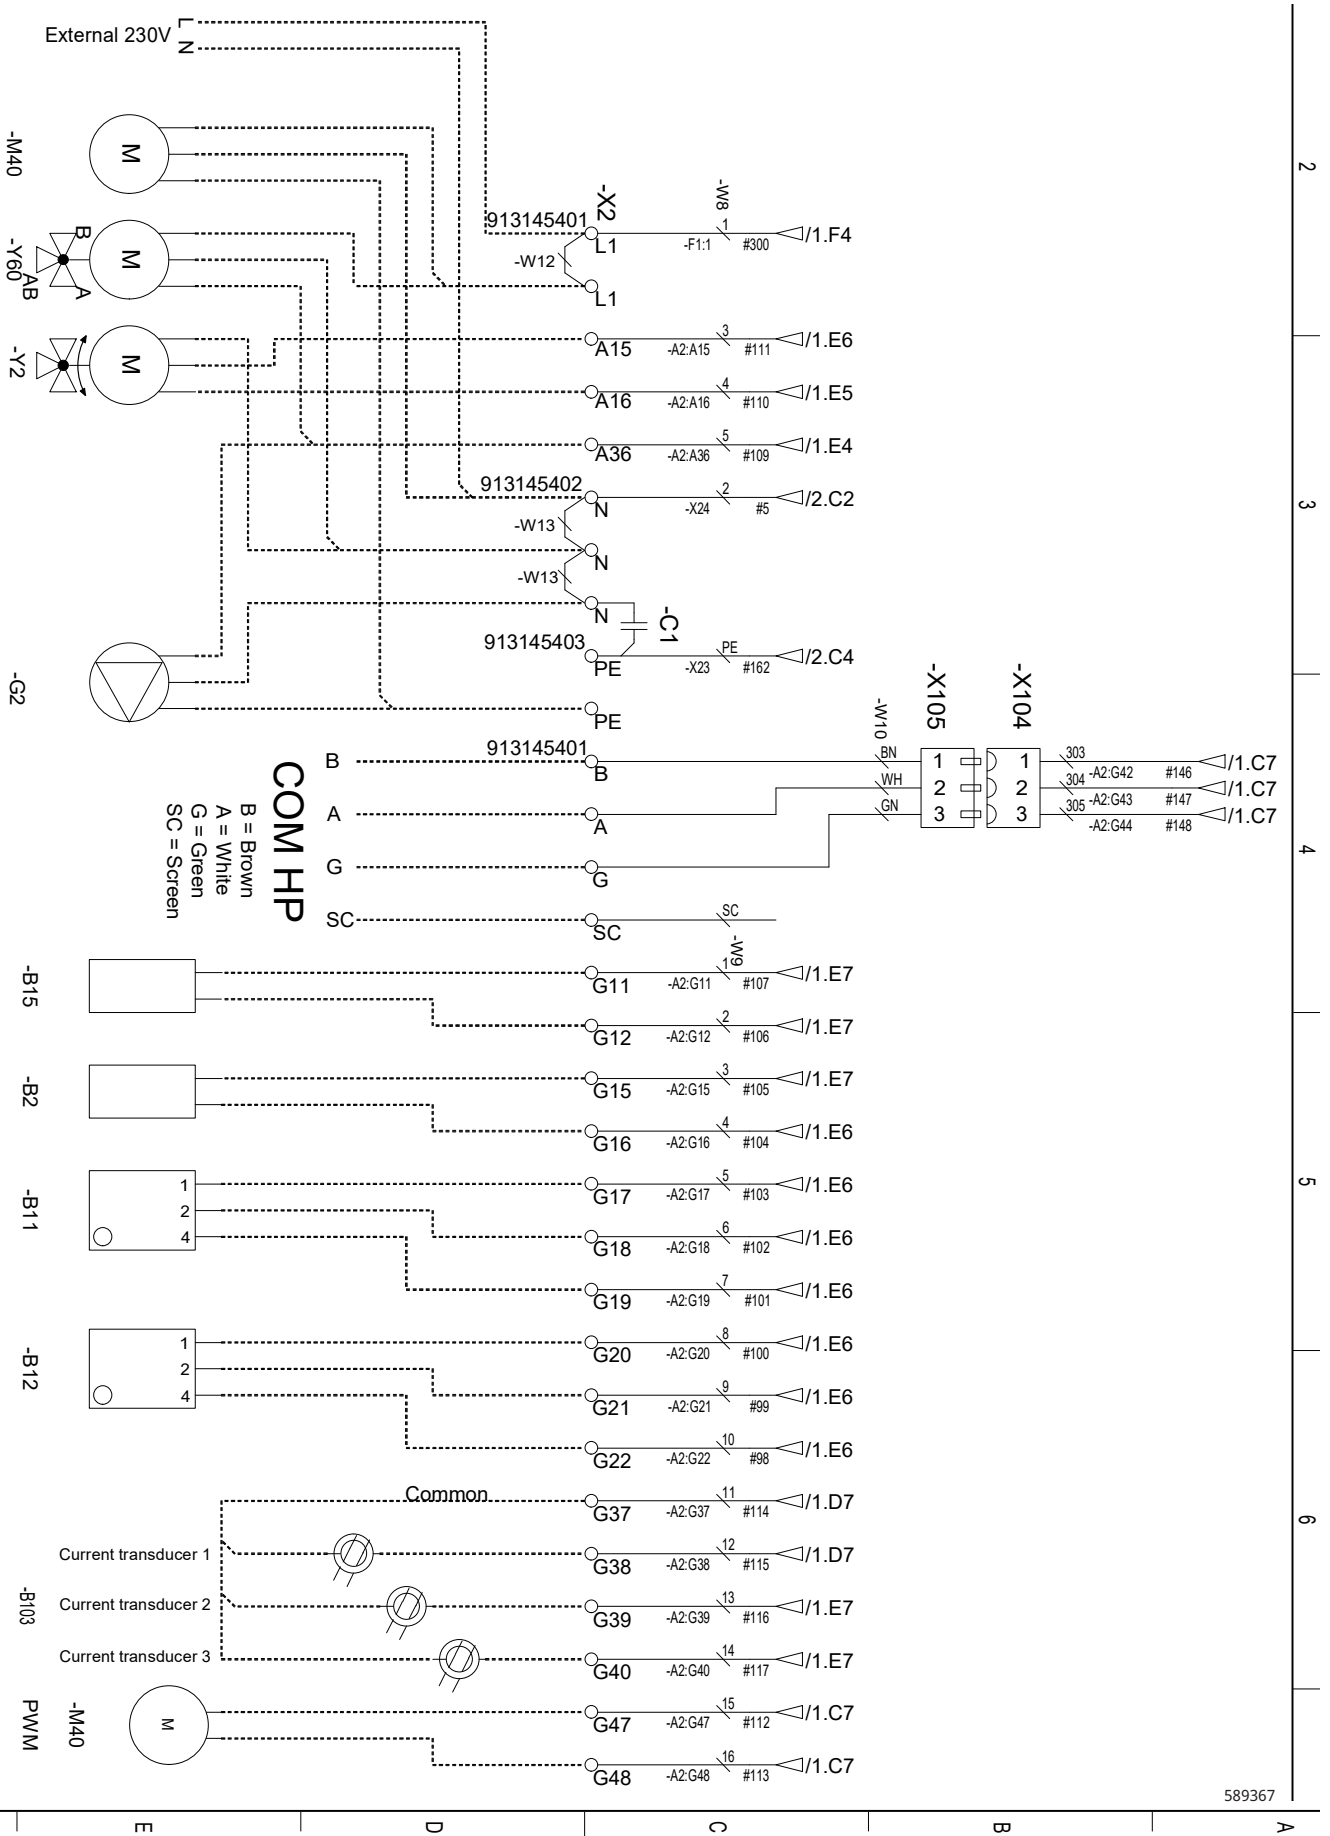 External 230V
L
N
-M40
M
-Y60
B
A
AB
M
-Y2
M
-G2
913145401
-X2
L1
-W8
1
-F1:1
#300
/1.F4
-W12
L1
A15
3
-A2:A15
#111
/1.E6
A16
4
-A2:A16
#110
/1.E5
A36
5
-A2:A36
#109
/1.E4
913145402
N
2
-X24
#5
/2.C2
-W13
N
-W13
N
-C1
913145403
PE
PE
-X23
#162
/2.C4
PE
-X105
-X104
-W10
913145401
B
B
BN
1
1
303
-A2:G42
#146
/1.C7
A
A
WH
2
2
304
-A2:G43
#147
/1.C7
G
G
GN
3
3
305
-A2:G44
#148
/1.C7
SC
SC
SC
COM HP
B = Brown
A = White
G = Green
SC = Screen
-B15
-W9
G11
1
-A2:G11
#107
/1.E7
G12
2
-A2:G12
#106
/1.E7
-B2
G15
3
-A2:G15
#105
/1.E7
G16
4
-A2:G16
#104
/1.E6
-B11
1
2
4
G17
5
-A2:G17
#103
/1.E6
G18
6
-A2:G18
#102
/1.E6
G19
7
-A2:G19
#101
/1.E6
-B12
1
2
4
G20
8
-A2:G20
#100
/1.E6
G21
9
-A2:G21
#99
/1.E6
G22
10
-A2:G22
#98
/1.E6
Common
G37
11
-A2:G37
#114
/1.D7
-B103
Current transducer 1
G38
12
-A2:G38
#115
/1.D7
Current transducer 2
G39
13
-A2:G39
#116
/1.E7
Current transducer 3
G40
14
-A2:G40
#117
/1.E7
-M40
PWM
M
G47
15
-A2:G47
#112
/1.C7
G48
16
-A2:G48
#113
/1.C7
2
3
4
5
6
589367
E
D
C
B
A